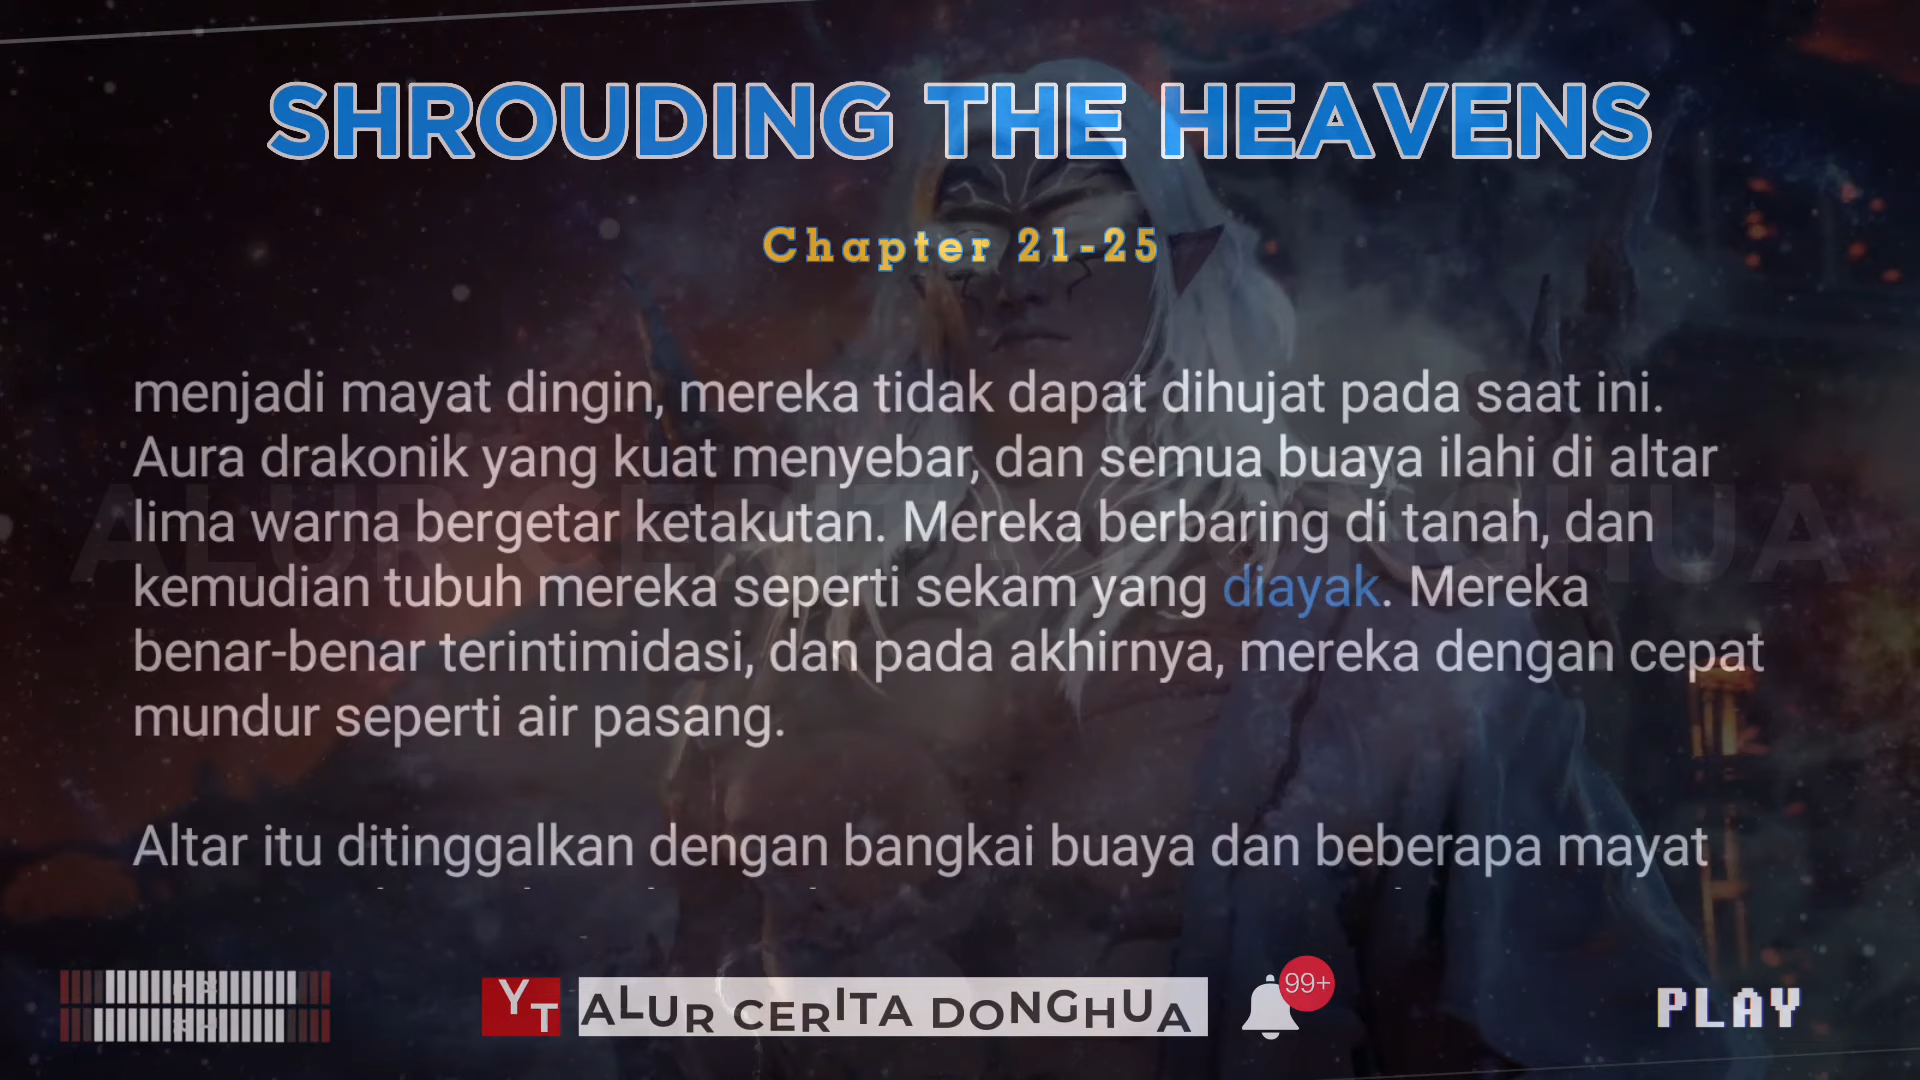 SHROUDING THE HEAVENS
Chapter 21-25
menjadi mayat dingin, mereka tidak dapat dihujat pada saat ini.
Aura drakonik yang kuat menyebar, dan semua buaya ilahi di altar
lima warna bergetar ketakutan. Mereka berbaring di tanah, dan
kemudian tubuh mereka seperti sekam yang diayak. Mereka
benar-benar terintimidasi, dan pada akhirnya, mereka dengan cepat
mundur seperti air pasang.
Altar itu ditinggalkan dengan bangkai buaya dan beberapa mayat
ALUR CERITA DONGHUA
YT ALUR CERITA DONGHUA
99+
PLAY